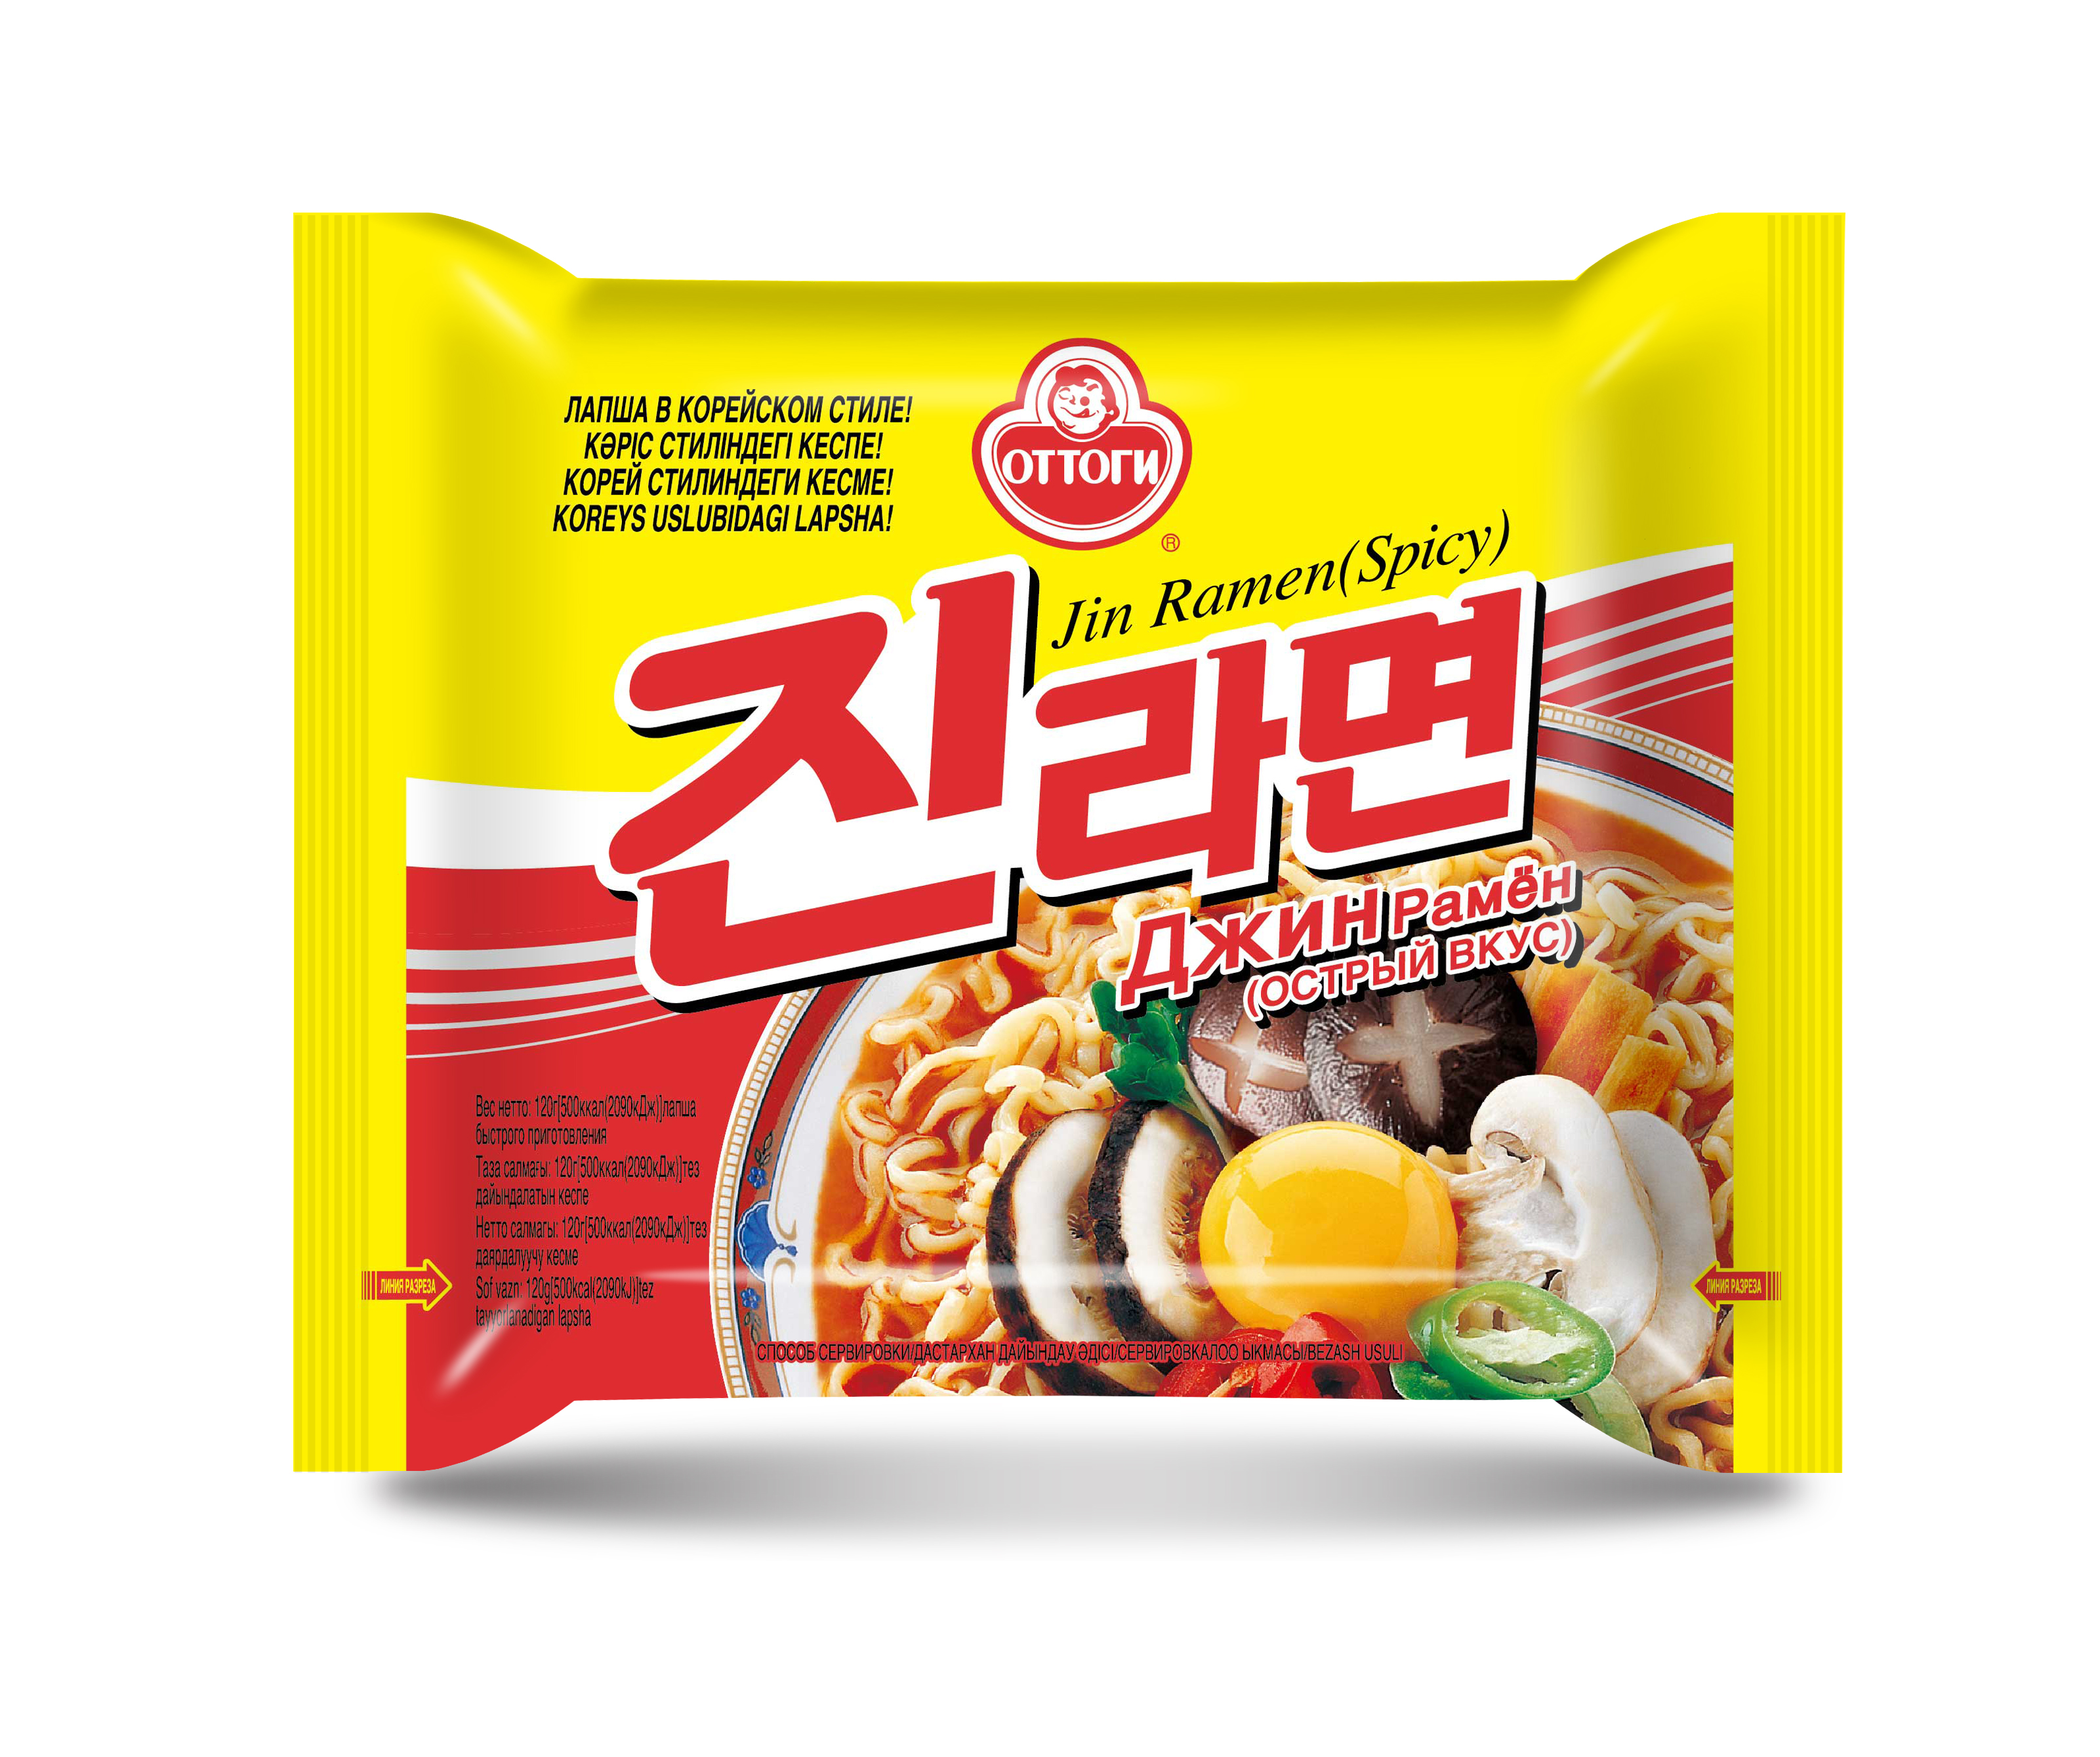 ЛАПША В КОРЕЙСКОМ СТИЛЕ!
КӘРІС СТИЛІНДЕГІ КЕСПЕ!
КОРЕЙ СТИЛИНДЕГИ КЕСМЕ!
KOREYS USLUBIDAGI LAPSHA!
ОТТОГИ
®
Jin Ramen(Spicy)
진라면
ДЖИН Рамён
(ОСТРЫЙ ВКУС)
Вес нетто: 120г[500ккал(2090кДж)]лапша
быстрого приготовления
Таза салмағы: 120г[500ккал(2090кДж)]тез
дайындалатын кеспе
Нетто салмагы: 120г[500ккал(2090кДж)]тез
даярдалуучу кесме
Sof vazn: 120g[500kcal(2090kJ)]tez
tayyorlanadigan lapsha
ЛИНИЯ РАЗРЕЗА
ЛИНИЯ РАЗРЕЗА
СПОСОБ СЕРВИРОВКИ/ДАСТАРХАН ДАЙЫНДАУ ӘДІСІ/СЕРВИРОВКАЛОО ЫКМАСЫ/BEZASH USULI